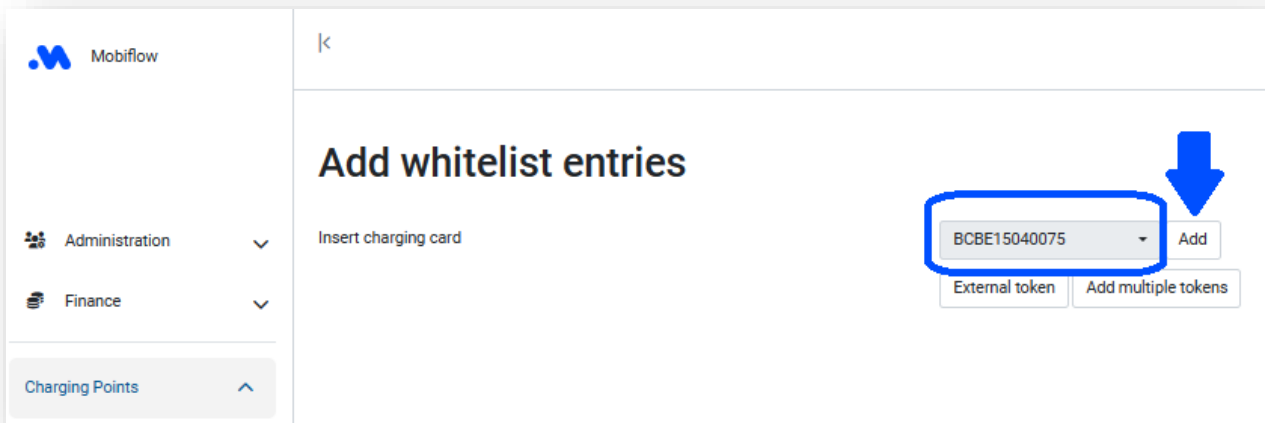 Mobiflow
Add whitelist entries
Administration
Insert charging card
BCBE15040075
Add
Finance
External token
Add multiple tokens
Charging Points